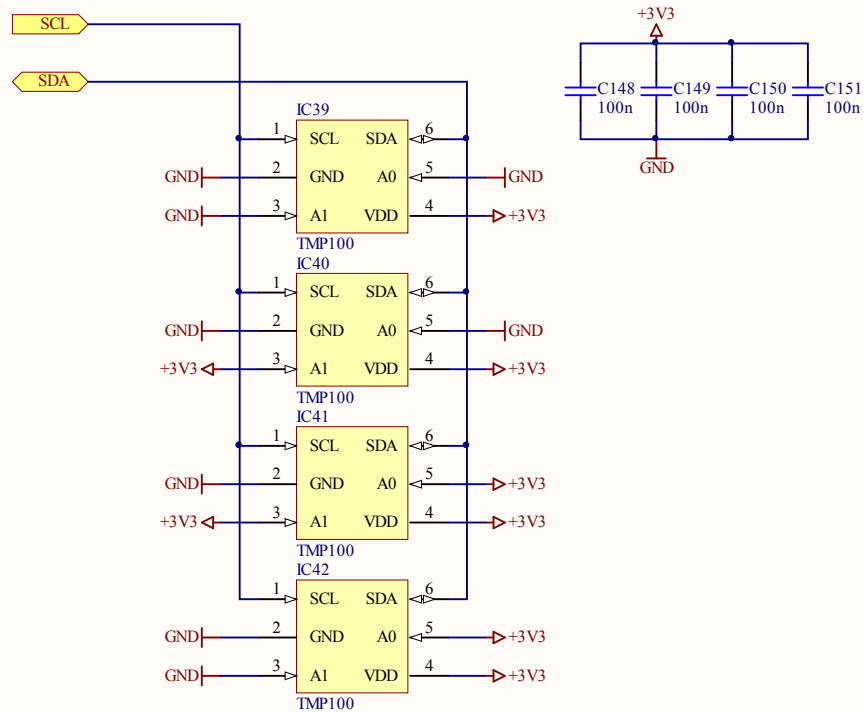 SCL
+3V3
SDA
C148 C149 C150 C151
100n 100n 100n 100n
GND
IC39
1 SCL SDA 6
GND 2 GND A0 5 GND
GND 3 A1 VDD 4 +3V3
TMP100
IC40
1 SCL SDA 6
GND 2 GND A0 5 GND
+3V3 3 A1 VDD 4 +3V3
TMP100
IC41
1 SCL SDA 6
GND 2 GND A0 5 +3V3
+3V3 3 A1 VDD 4 +3V3
TMP100
IC42
1 SCL SDA 6
GND 2 GND A0 5 +3V3
GND 3 A1 VDD 4 +3V3
TMP100